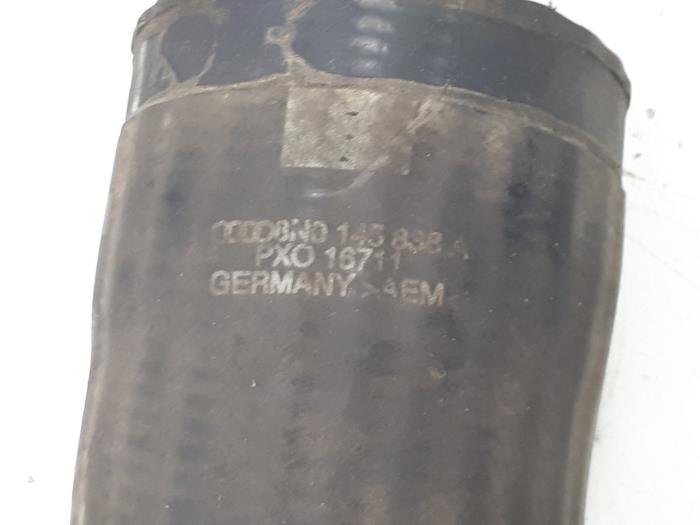 8N0 145 838 A
PXO 16711
GERMANY >AEM<